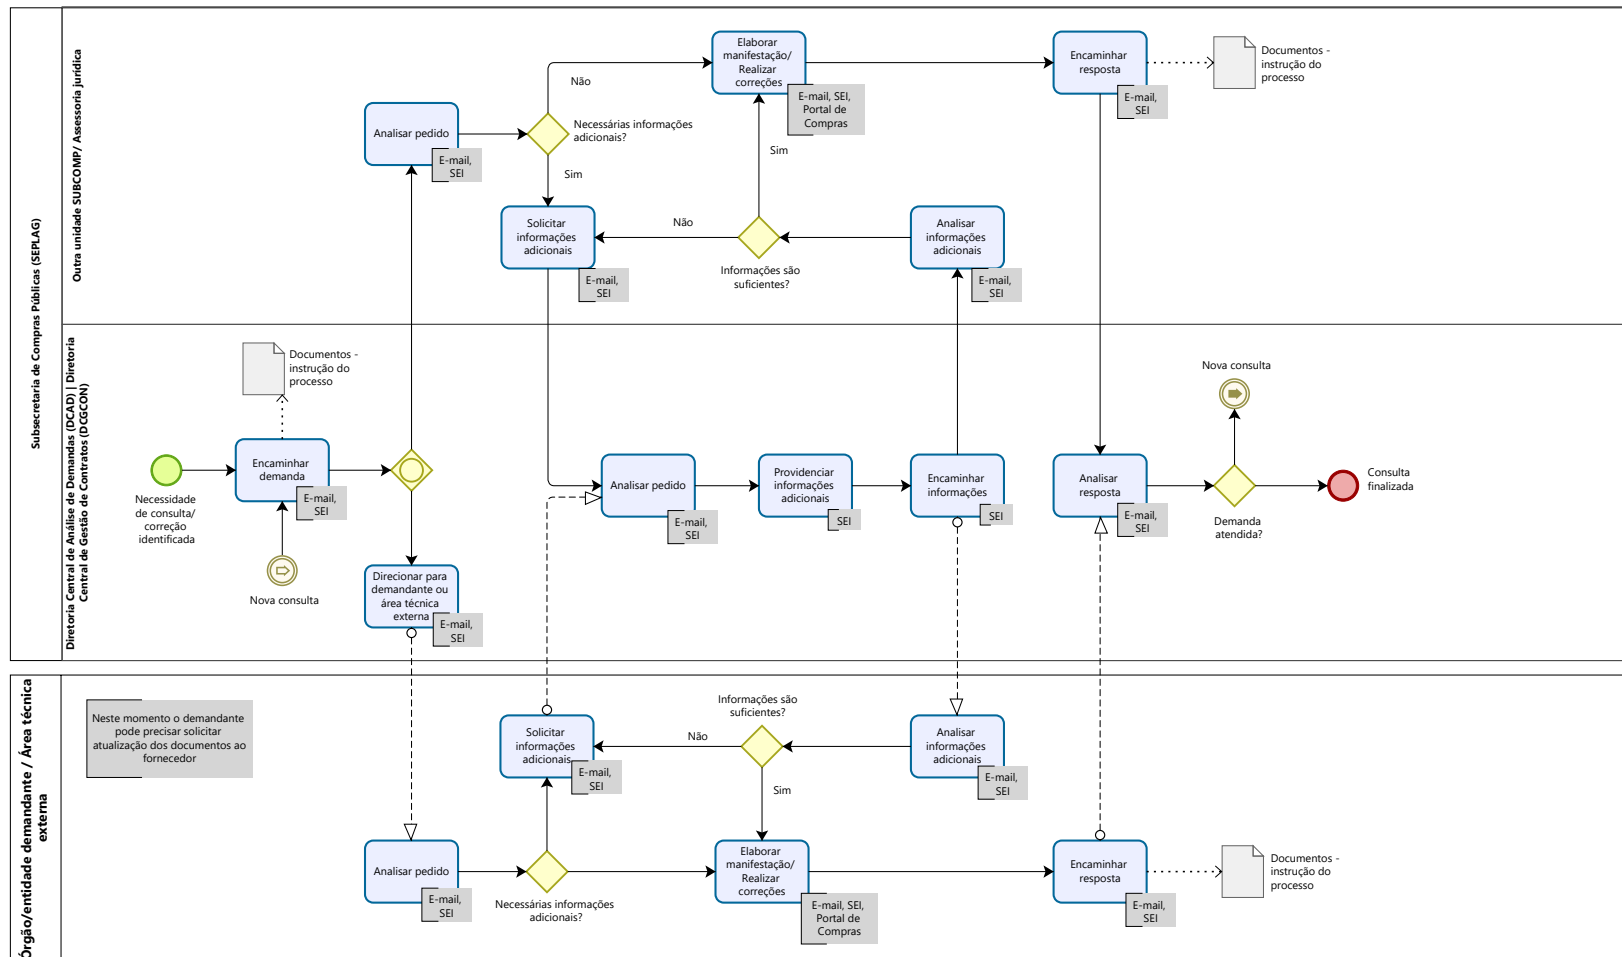 Subsecretaria de Compras Públicas (SEPLAG)
Outra unidade SUBCOMP/ Assessoria jurídica
Analisar pedido
E-mail,
SEI
Não
Necessárias informações
adicionais?
Sim
Solicitar
informações
adicionais
E-mail,
SEI
Elaborar
manifestação/
Realizar
correções
E-mail, SEI,
Portal de
Compras
Sim
Não
Informações são
suficientes?
Analisar
informações
adicionais
E-mail,
SEI
Encaminhar
resposta
E-mail,
SEI
Documentos -
instrução do
processo
Diretoria Central de Análise de Demandas (DCAD) | Diretoria
Central de Gestão de Contratos (DCGCON)
Necessidade
de consulta/
correção
identificada
Documentos -
instrução do
processo
Encaminhar
demanda
E-mail,
SEI
Nova consulta
Direcionar para
demandante ou
área técnica
externa
E-mail,
SEI
Analisar pedido
E-mail,
SEI
Providenciar
informações
adicionais
SEI
Encaminhar
informações
SEI
Analisar
resposta
E-mail,
SEI
Nova consulta
Demanda
atendida?
Consulta
finalizada
Órgão/entidade demandante / Área técnica
externa
Neste momento o demandante
pode precisar solicitar
atualização dos documentos ao
fornecedor
Analisar pedido
E-mail,
SEI
Solicitar
informações
adicionais
E-mail,
SEI
Necessárias informações
adicionais?
Informações são
suficientes?
Não
Sim
Analisar
informações
adicionais
E-mail,
SEI
Elaborar
manifestação/
Realizar
correções
E-mail, SEI,
Portal de
Compras
Encaminhar
resposta
E-mail,
SEI
Documentos -
instrução do
processo